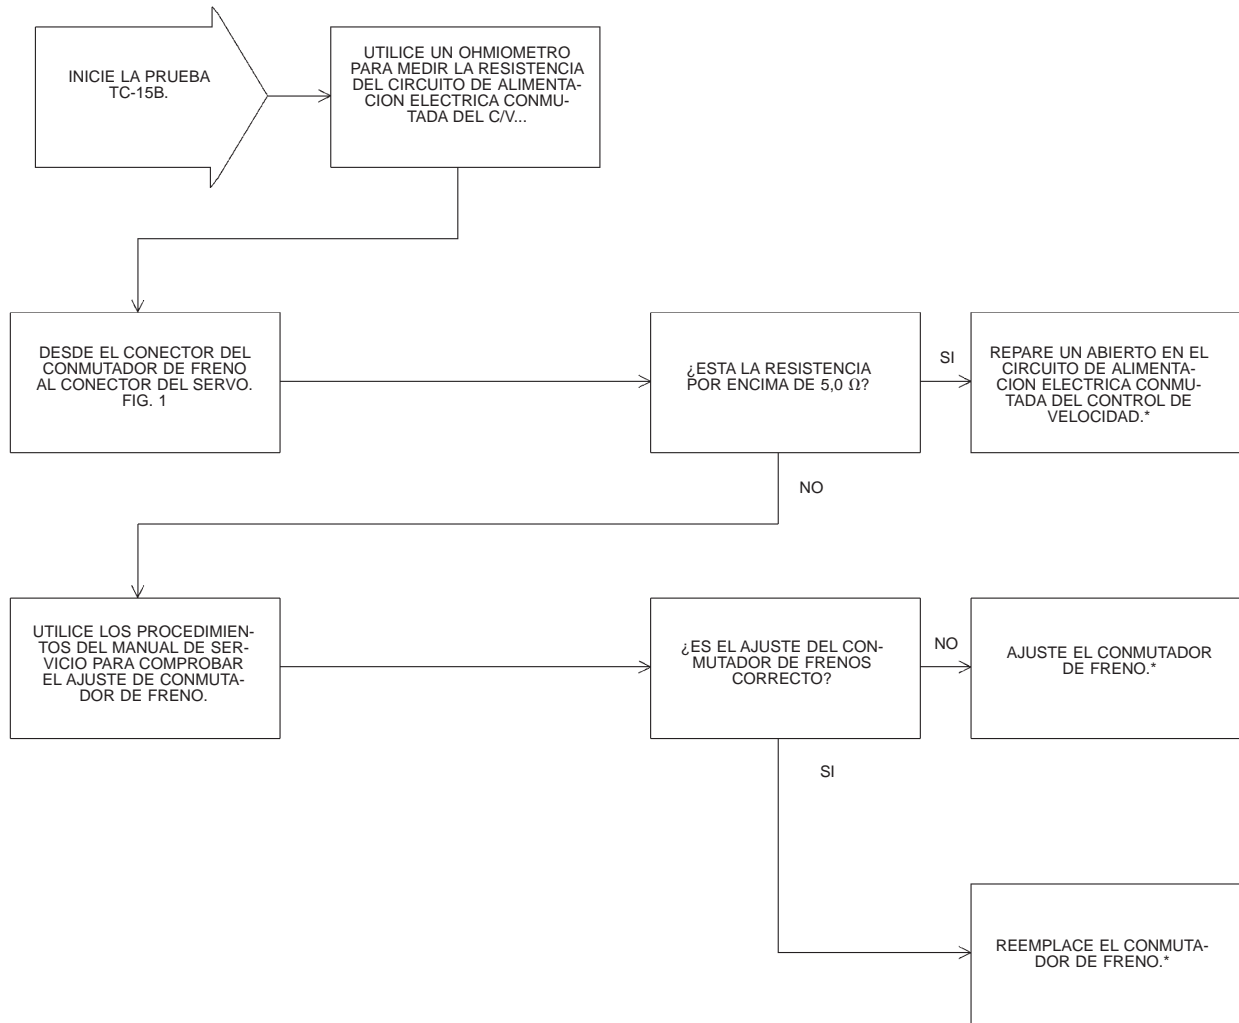 INICIE LA PRUEBA
TC-15B.
UTILICE UN OHMIOMETRO
PARA MEDIR LA RESISTENCIA
DEL CIRCUITO DE ALIMENTA-
CION ELECTRICA CONMU-
TADA DEL C/V...
DESDE EL CONECTOR DEL
CONMUTADOR DE FRENO
AL CONECTOR DEL SERVO.
FIG. 1
¿ESTA LA RESISTENCIA
POR ENCIMA DE 5,0 Ω?
SI
REPARE UN ABIERTO EN EL
CIRCUITO DE ALIMENTA-
CION ELECTRICA CONMU-
TADA DEL CONTROL DE
VELOCIDAD.*
NO
UTILICE LOS PROCEDIMIEN-
TOS DEL MANUAL DE SER-
VICIO PARA COMPROBAR
EL AJUSTE DE CONMUTA-
DOR DE FRENO.
¿ES EL AJUSTE DEL CON-
MUTADOR DE FRENOS
CORRECTO?
NO
AJUSTE EL CONMUTADOR
DE FRENO.*
SI
REEMPLACE EL CONMUTA-
DOR DE FRENO.*